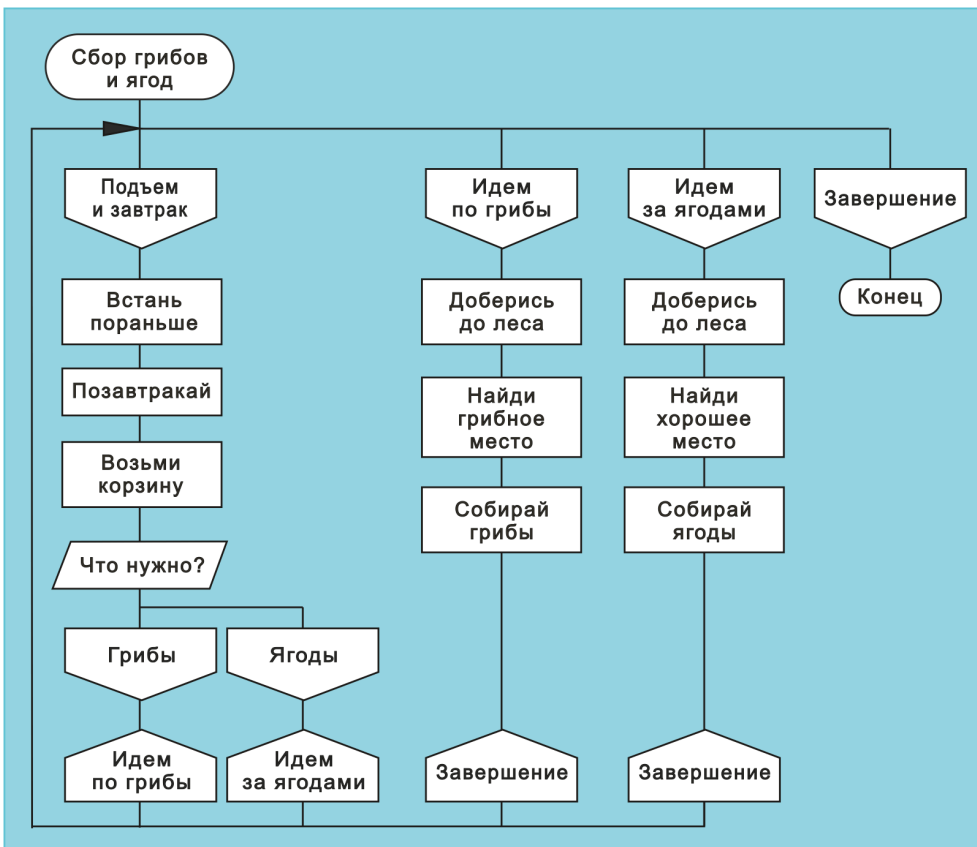 Сбор грибов
и ягод
Подъем
и завтрак
Встань
пораньше
Позавтракай
Возьми
корзину
Что нужно?
Грибы
Идем
по грибы
Ягоды
Идем
за ягодами
Идем
по грибы
Доберись
до леса
Найди
грибное
место
Собирай
грибы
Завершение
Идем
за ягодами
Доберись
до леса
Найди
хорошее
место
Собирай
ягоды
Завершение
Завершение
Конец